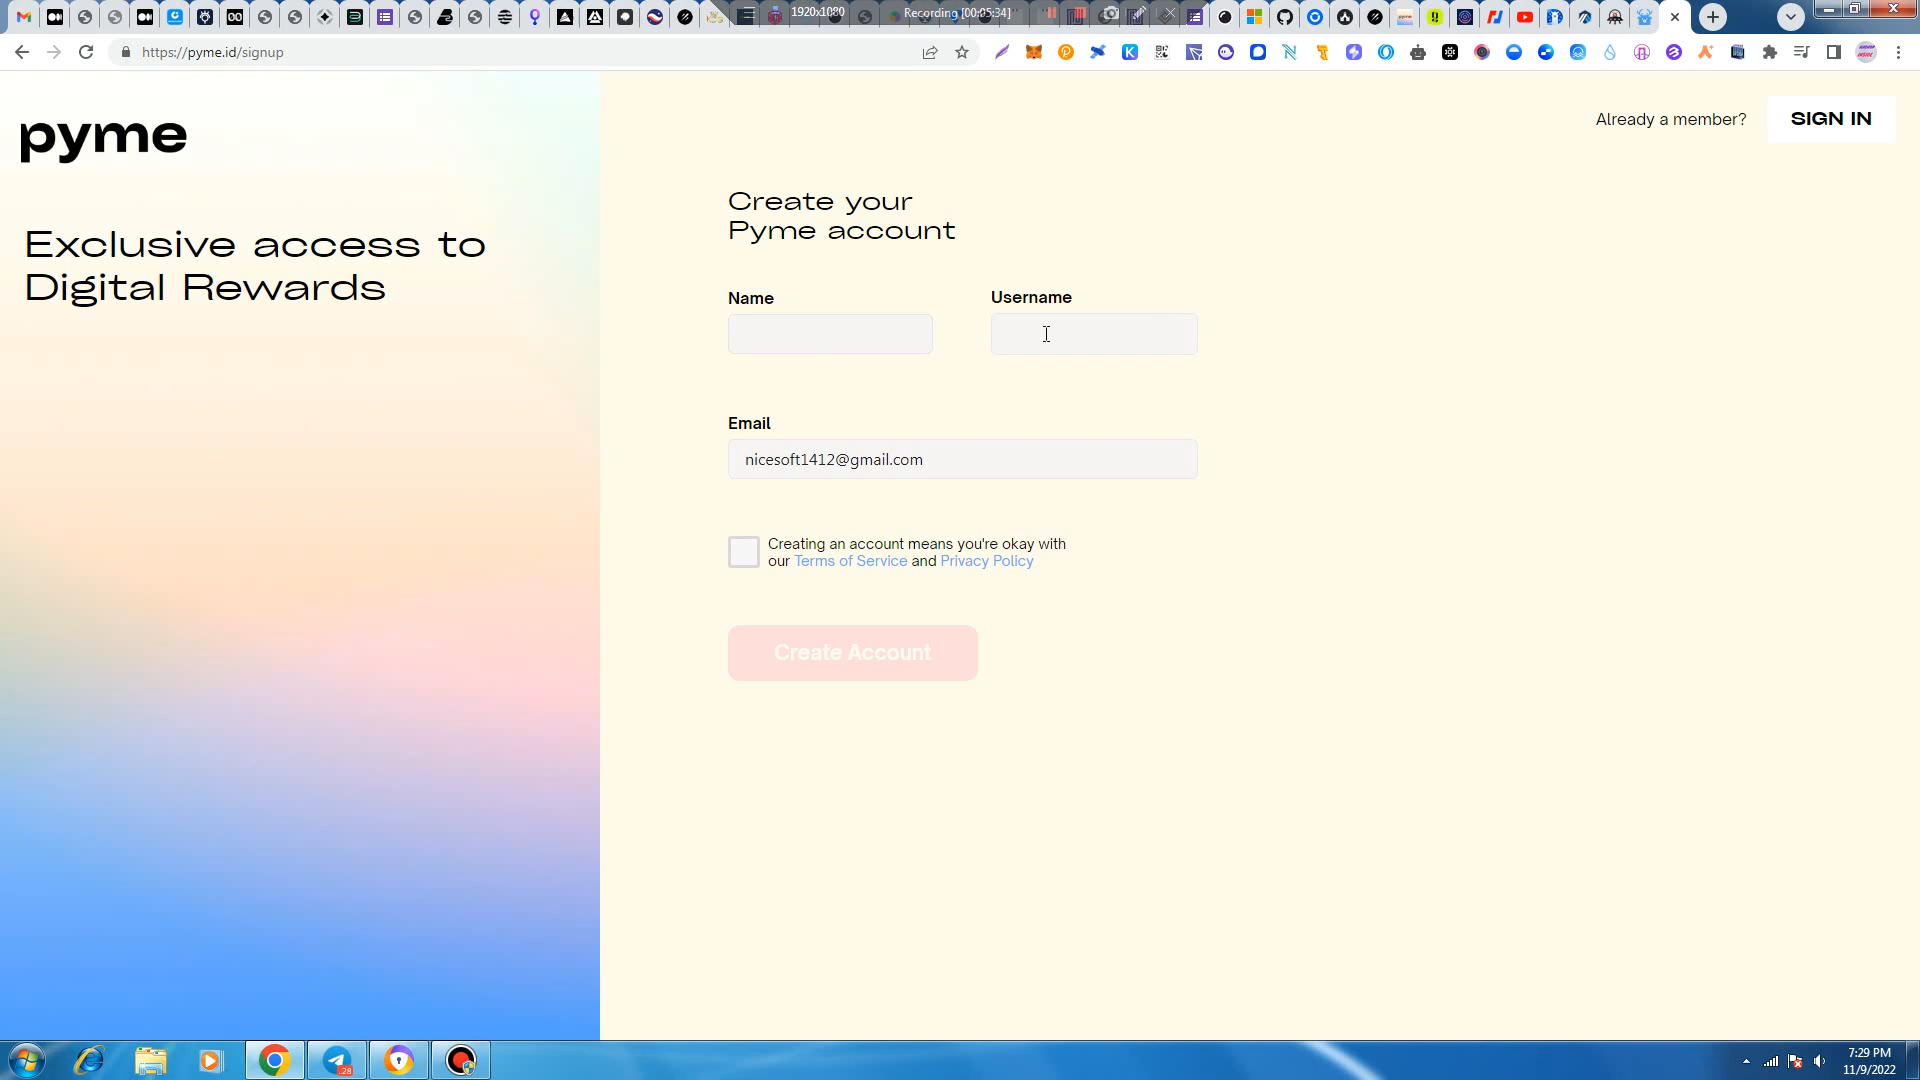 1920x1080
Recording [00:05:34]
https://pyme.id/signup
pyme
Already a member?
SIGN IN
Exclusive access to
Digital Rewards
Create your
Pyme account
Name
Username
Email
nicesoft1412@gmail.com
Creating an account means you're okay with
our Terms of Service and Privacy Policy
Create Account
28
7:29 PM
11/9/2022